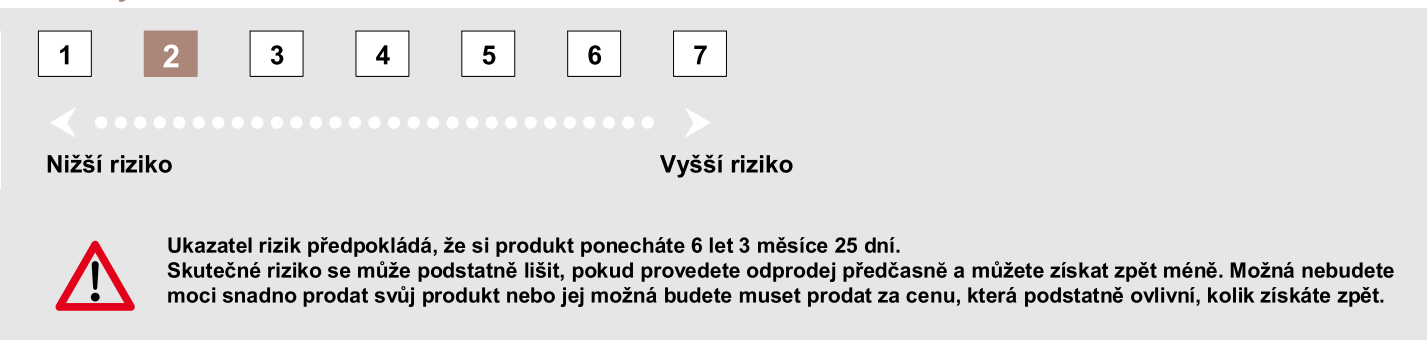 1 2 3 4 5 6 7
Nižší riziko Vyšší riziko
Ukazatel rizik předpokládá, že si produkt ponecháte 6 let 3 měsíce 25 dní.
Skutečné riziko se může podstatně lišit, pokud provedete odprodej předčasně a můžete získat zpět méně. Možná nebudete
moci snadno prodat svůj produkt nebo jej možná budete muset prodat za cenu, která podstatně ovlivní, kolik získáte zpět.